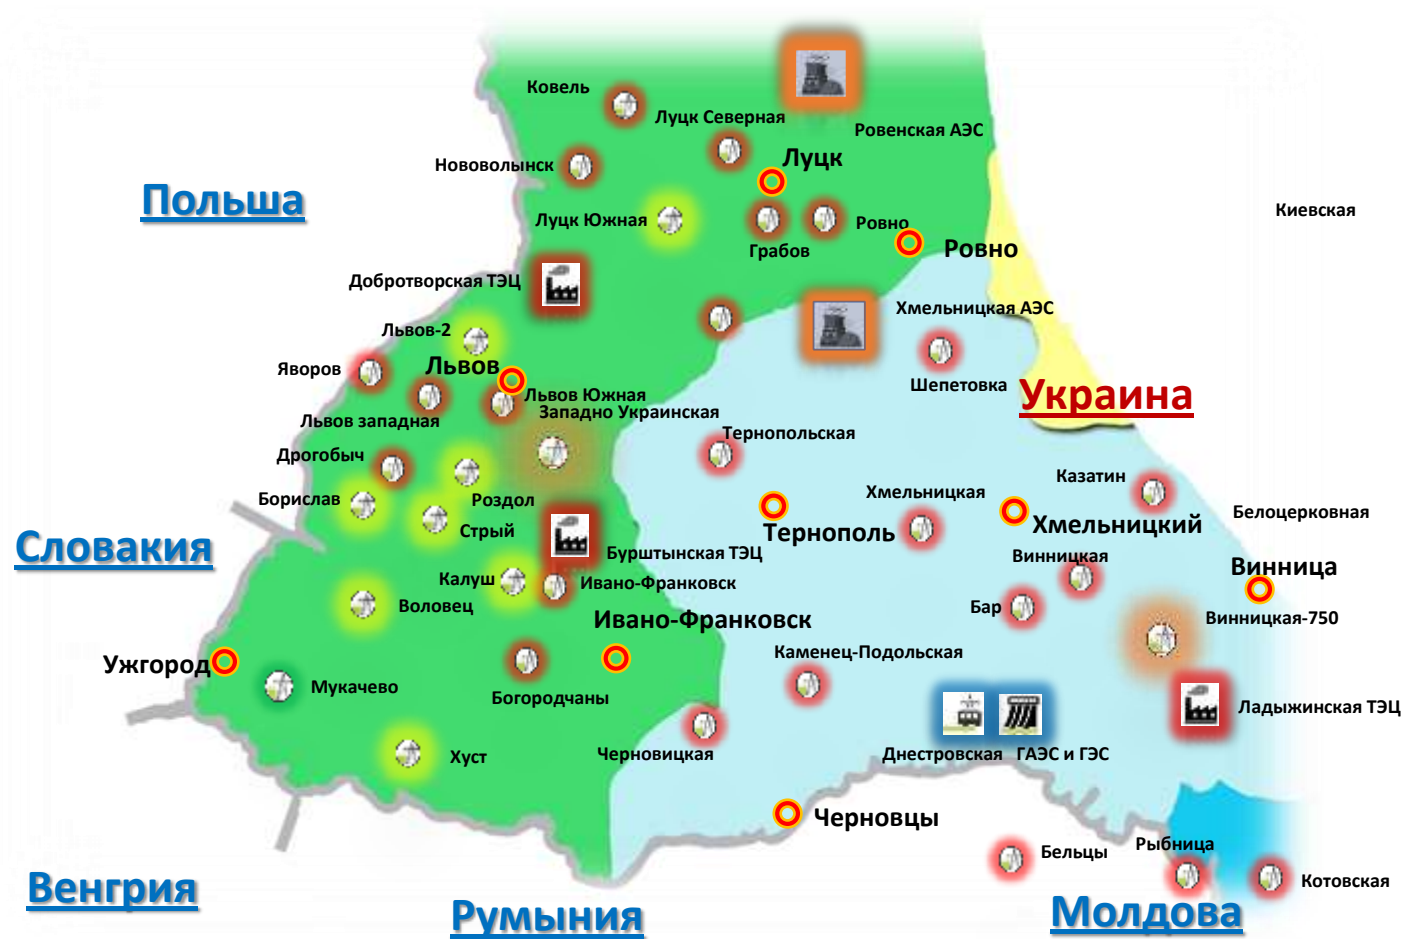 Ковель
Луцк Северная
Ровенская АЭС
Нововолынск
Луцк
Польша
Луцк Южная
Киевская
Ровно
Грабов
Ровно
Добротворская ТЭЦ
Хмельницкая АЭС
Львов-2
Яворов
Львов
Шепетовка
Украина
Львов Южная
Западно Украинская
Львов западная
Тернопольская
Дрогобыч
Казатин
Борислав
Роздол
Хмельницкая
Белоцерковная
Стрый
Тернополь
Хмельницкий
Словакия
Бурштынская ТЭЦ
Винницкая
Винница
Калуш
Ивано-Франковск
Воловец
Бар
Ивано-Франковск
Винницкая-750
Каменец-Подольская
Ужгород
Мукачево
Богородчаны
Ладыжинская ТЭЦ
Хуст
Черновицкая
Днестровская ГАЭС и ГЭС
Черновцы
Бельцы
Рыбница
Котовская
Венгрия
Румыния
Молдова